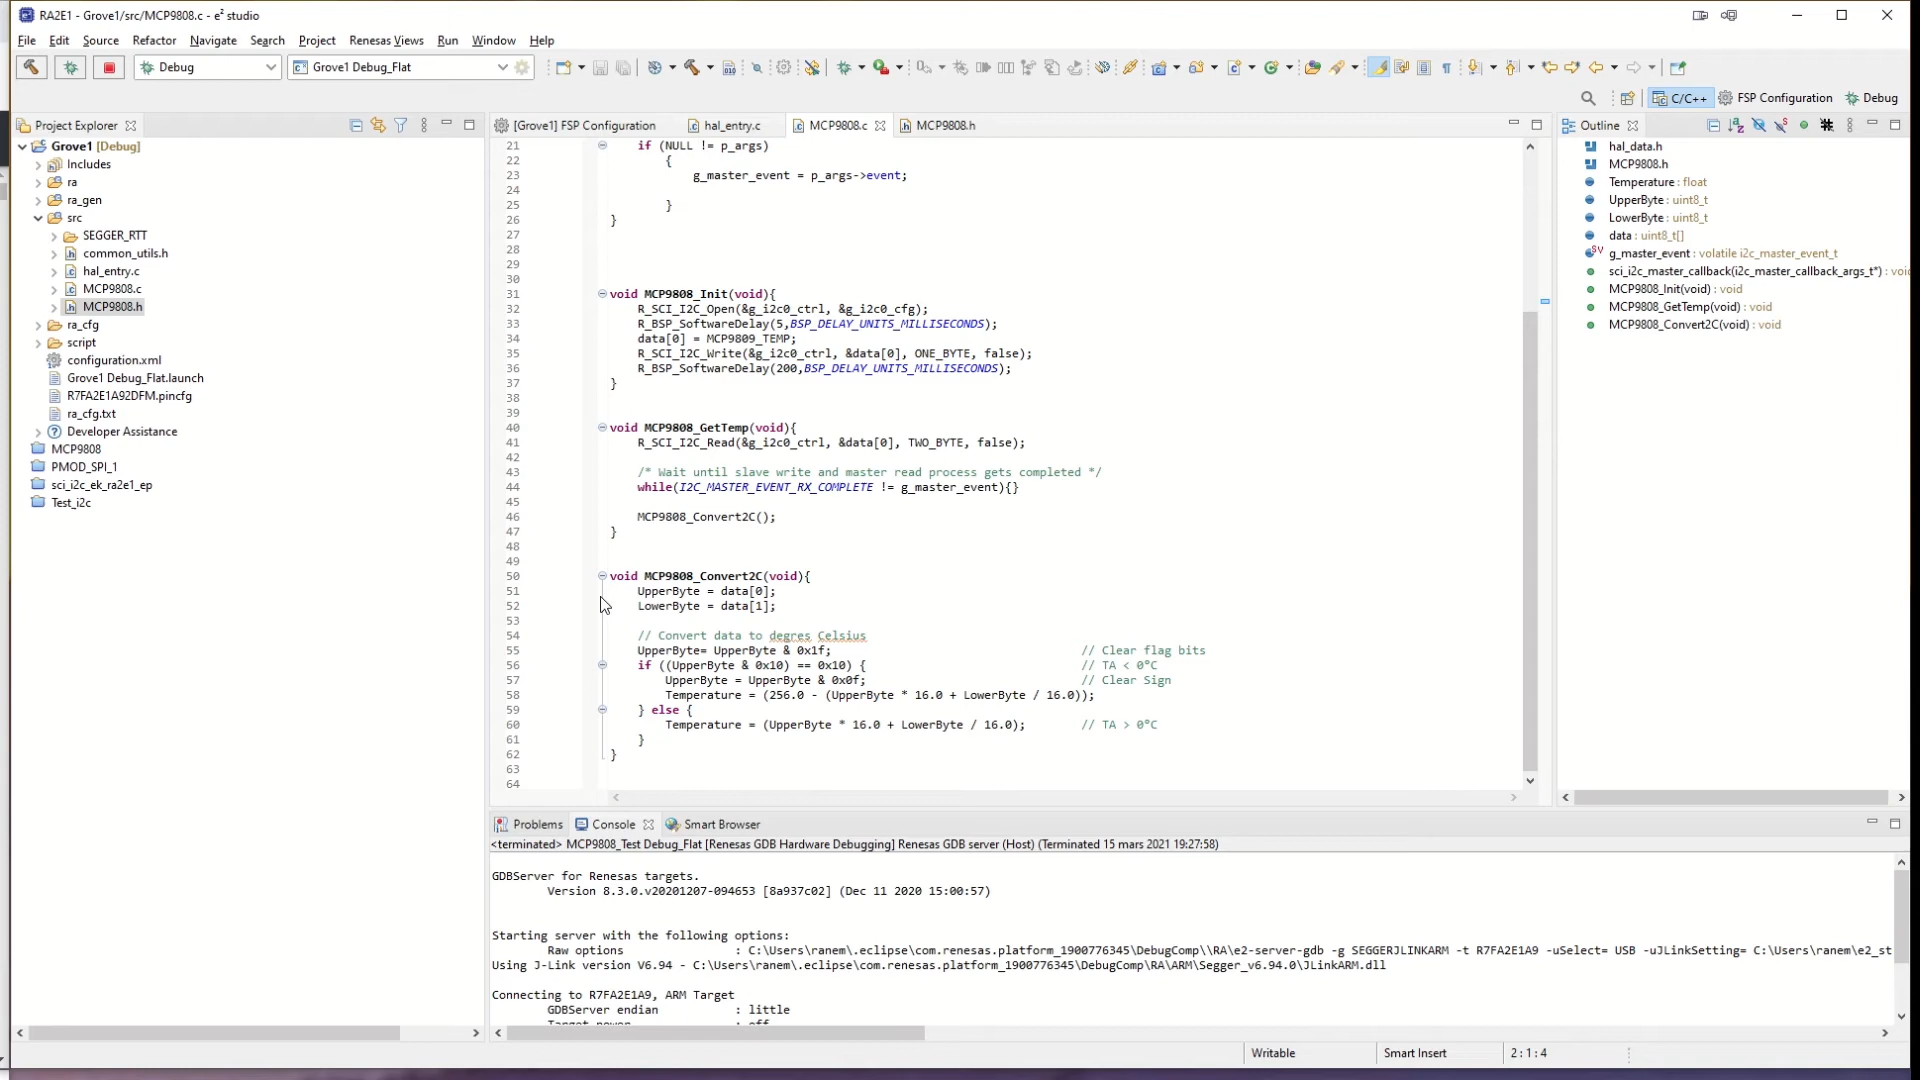 RA2E1 - Grove1/src/MCP9808.c - e² studio
File Edit Source Refactor Navigate Search Project Renesas Views Run Window Help
Debug Grove1 Debug_Flat
C/C++ FSP Configuration Debug
Project Explorer
Grove1 [Debug]
Includes
ra
ra_gen
src
SEGGER_RTT
common_utils.h
hal_entry.c
MCP9808.c
MCP9808.h
ra_cfg
script
configuration.xml
Grove1 Debug_Flat.launch
R7FA2E1A92DFM.pincfg
ra_cfg.txt
Developer Assistance
MCP9808
PMOD_SPI_1
sci_i2c_ek_ra2e1_ep
Test_i2c
[Grove1] FSP Configuration hal_entry.c MCP9808.c MCP9808.h
21 if (NULL != p_args)
22 {
23 g_master_event = p_args->event;
24
25 }
26 }
27
28
29
30
31 void MCP9808_Init(void){
32 R_SCI_I2C_Open(&g_i2c0_ctrl, &g_i2c0_cfg);
33 R_BSP_SoftwareDelay(5,BSP_DELAY_UNITS_MILLISECONDS);
34 data[0] = MCP9809_TEMP;
35 R_SCI_I2C_Write(&g_i2c0_ctrl, &data[0], ONE_BYTE, false);
36 R_BSP_SoftwareDelay(200,BSP_DELAY_UNITS_MILLISECONDS);
37 }
38
39
40 void MCP9808_GetTemp(void){
41 R_SCI_I2C_Read(&g_i2c0_ctrl, &data[0], TWO_BYTE, false);
42
43 /* Wait until slave write and master read process gets completed */
44 while(I2C_MASTER_EVENT_RX_COMPLETE != g_master_event){}
45
46 MCP9808_Convert2C();
47 }
48
49
50 void MCP9808_Convert2C(void){
51 UpperByte = data[0];
52 LowerByte = data[1];
53
54 // Convert data to degres Celsius
55 UpperByte= UpperByte & 0x1f; // Clear flag bits
56 if ((UpperByte & 0x10) == 0x10) { // TA < 0°C
57 UpperByte = UpperByte & 0x0f; // Clear Sign
58 Temperature = (256.0 - (UpperByte * 16.0 + LowerByte / 16.0));
59 } else {
60 Temperature = (UpperByte * 16.0 + LowerByte / 16.0); // TA > 0°C
61 }
62 }
63
64
Outline
hal_data.h
MCP9808.h
Temperature : float
UpperByte : uint8_t
LowerByte : uint8_t
data : uint8_t[]
g_master_event : volatile i2c_master_event_t
sci_i2c_master_callback(i2c_master_callback_args_t*) : voi
MCP9808_Init(void) : void
MCP9808_GetTemp(void) : void
MCP9808_Convert2C(void) : void
Problems Console Smart Browser
<terminated> MCP9808_Test Debug_Flat [Renesas GDB Hardware Debugging] Renesas GDB server (Host) (Terminated 15 mars 2021 19:27:58)
GDBServer for Renesas targets.
Version 8.3.0.v20201207-094653 [8a937c02] (Dec 11 2020 15:00:57)
Starting server with the following options:
Raw options : C:\Users\ranem\.eclipse\com.renesas.platform_1900776345\DebugComp\\RA\e2-server-gdb -g SEGGERJLINKARM -t R7FA2E1A9 -uSelect= USB -uJLinkSetting= C:\Users\ranem\e2_st
Using J-Link version V6.94 - C:\Users\ranem\.eclipse\com.renesas.platform_1900776345\DebugComp\RA\ARM\Segger_v6.94.0\JLinkARM.dll
Connecting to R7FA2E1A9, ARM Target
GDBServer endian : little
Target power : off
Writable Smart Insert 2 : 1 : 4